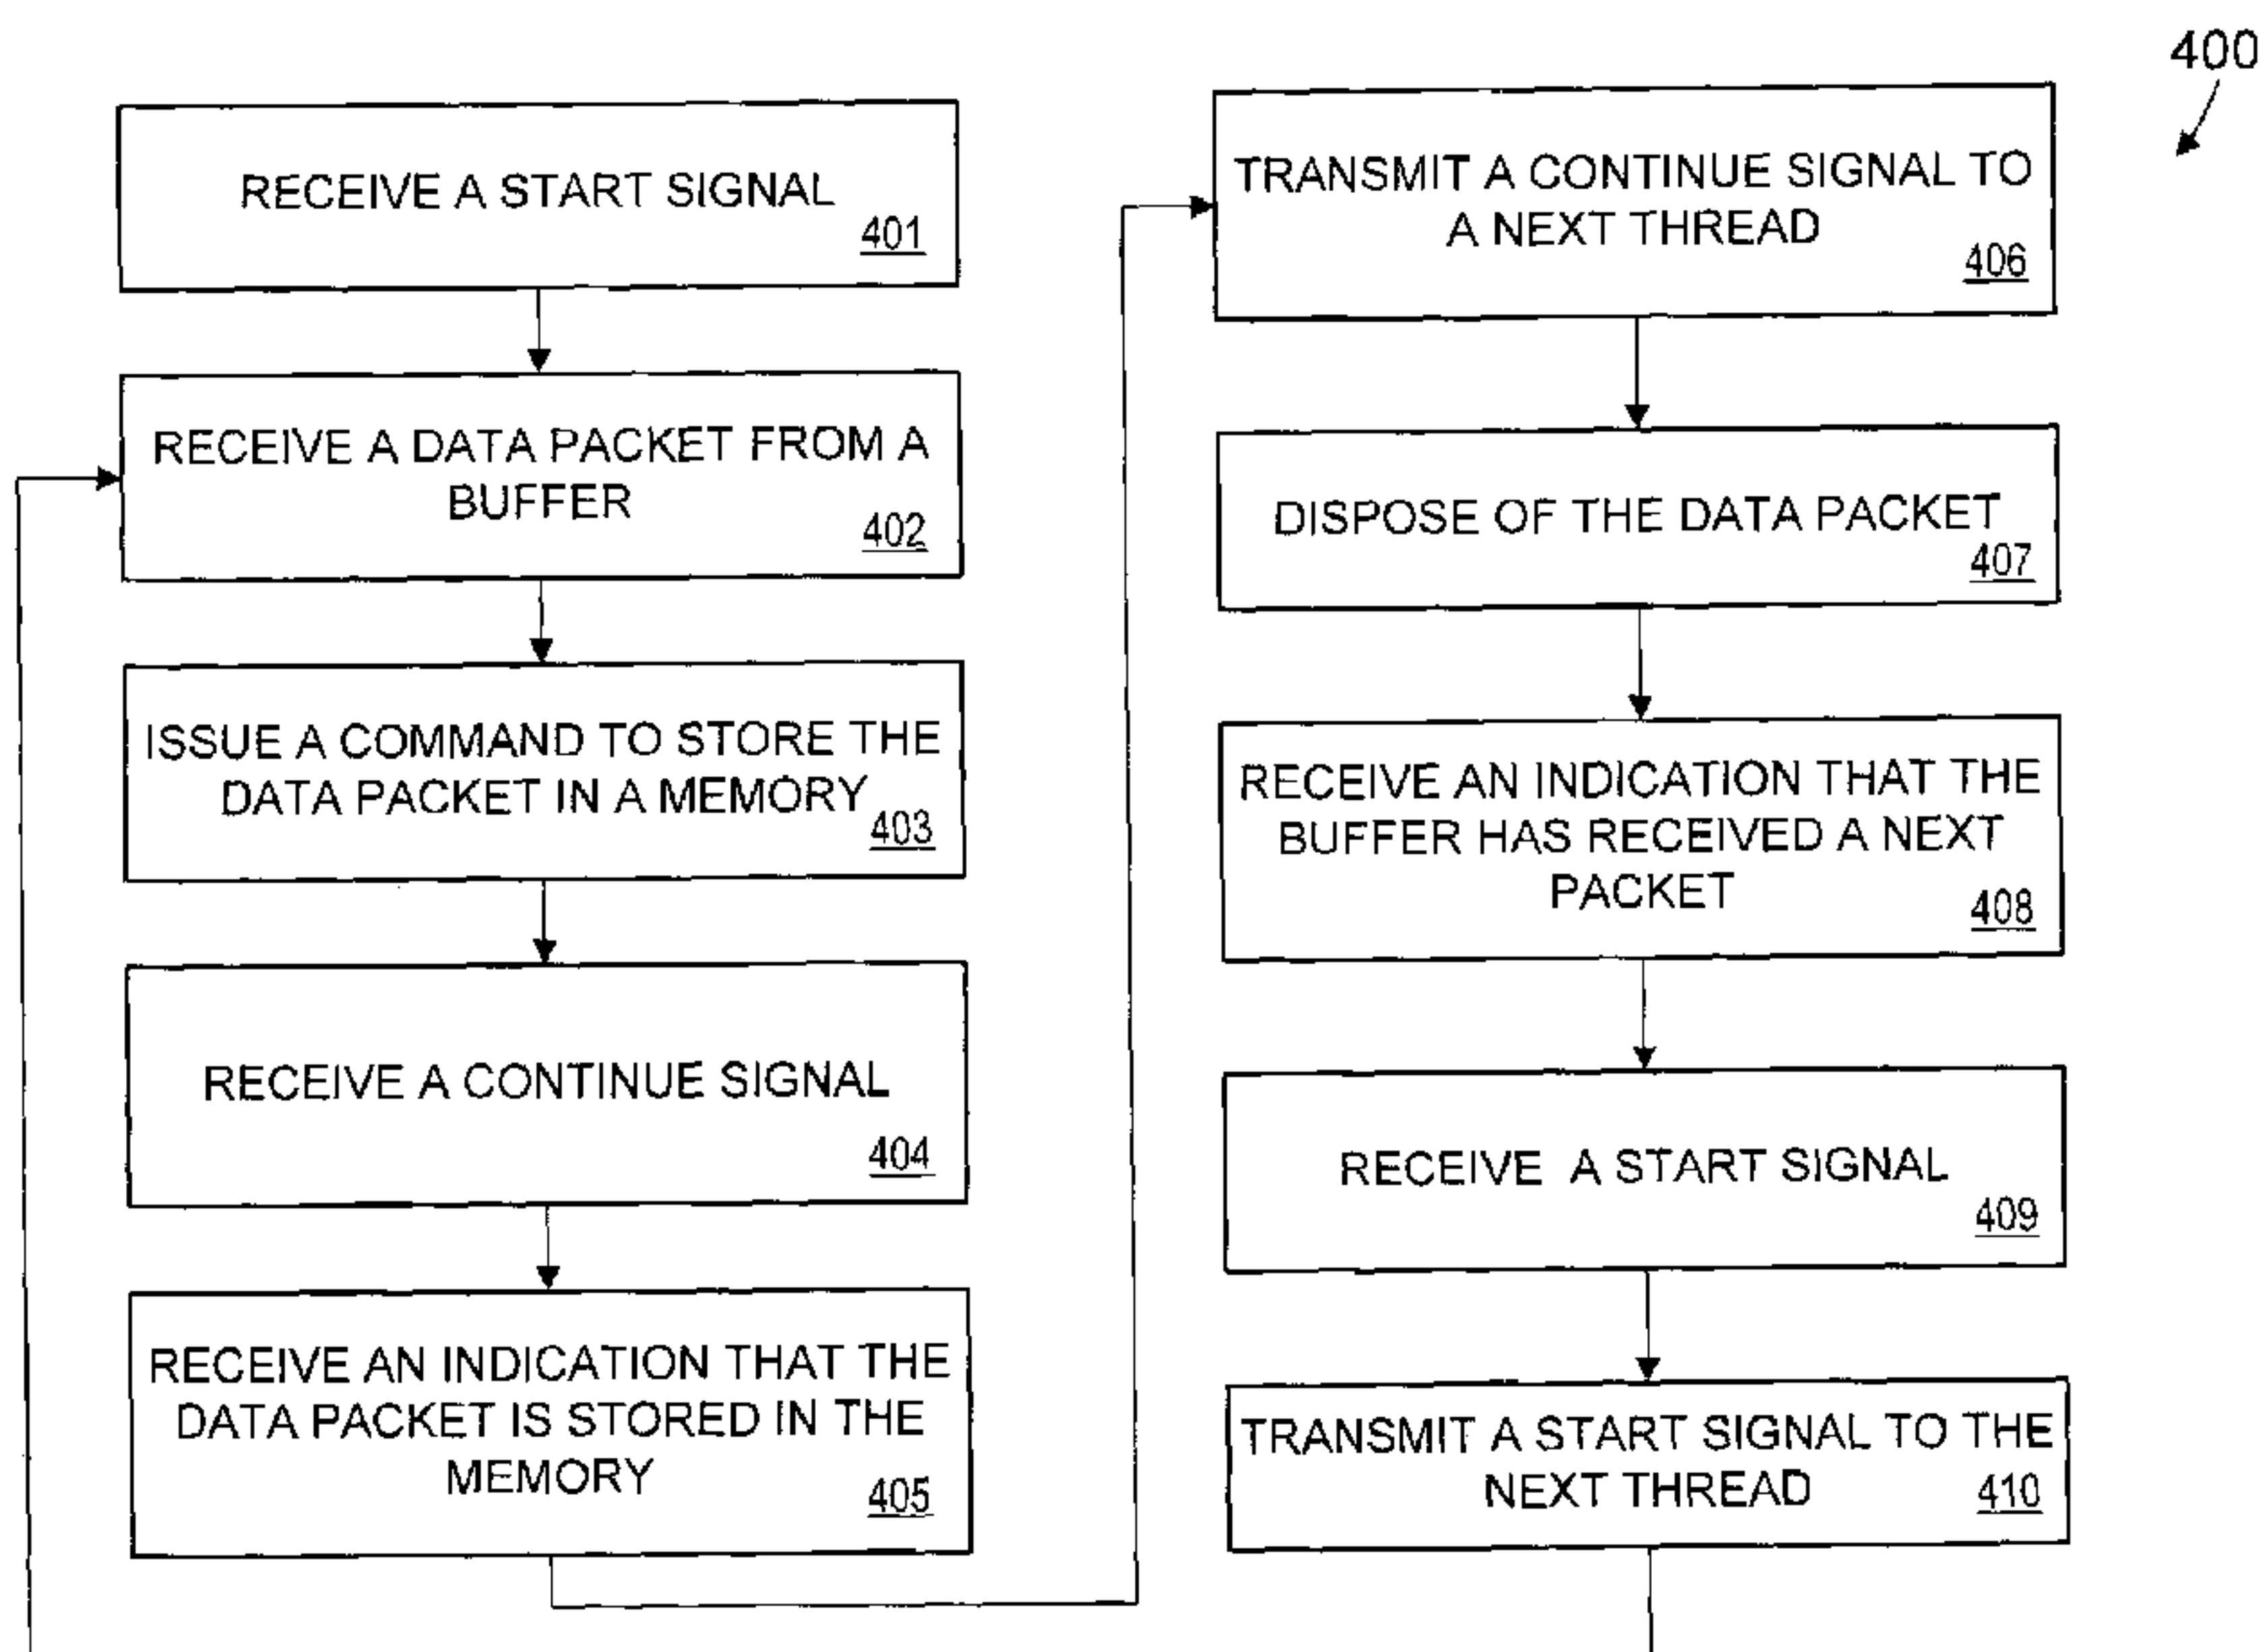 400
RECEIVE A START SIGNAL
401
RECEIVE A DATA PACKET FROM A
BUFFER
402
ISSUE A COMMAND TO STORE THE
DATA PACKET IN A MEMORY
403
RECEIVE A CONTINUE SIGNAL
404
RECEIVE AN INDICATION THAT THE
DATA PACKET IS STORED IN THE
MEMORY
405
TRANSMIT A CONTINUE SIGNAL TO
A NEXT THREAD
406
DISPOSE OF THE DATA PACKET
407
RECEIVE AN INDICATION THAT THE
BUFFER HAS RECEIVED A NEXT
PACKET
408
RECEIVE A START SIGNAL
409
TRANSMIT A START SIGNAL TO THE
NEXT THREAD
410